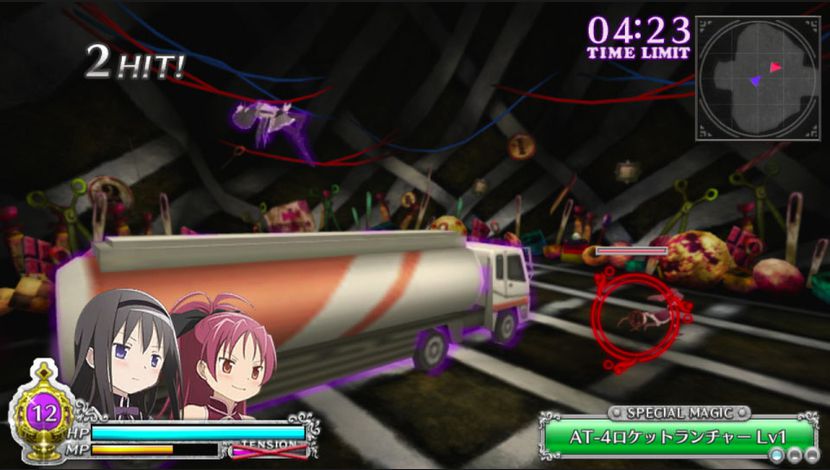 04:23
TIME LIMIT
2 HIT!
12
HP
MP
TENSION
SPECIAL MAGIC
AT-4ロケットランチャー Lv1